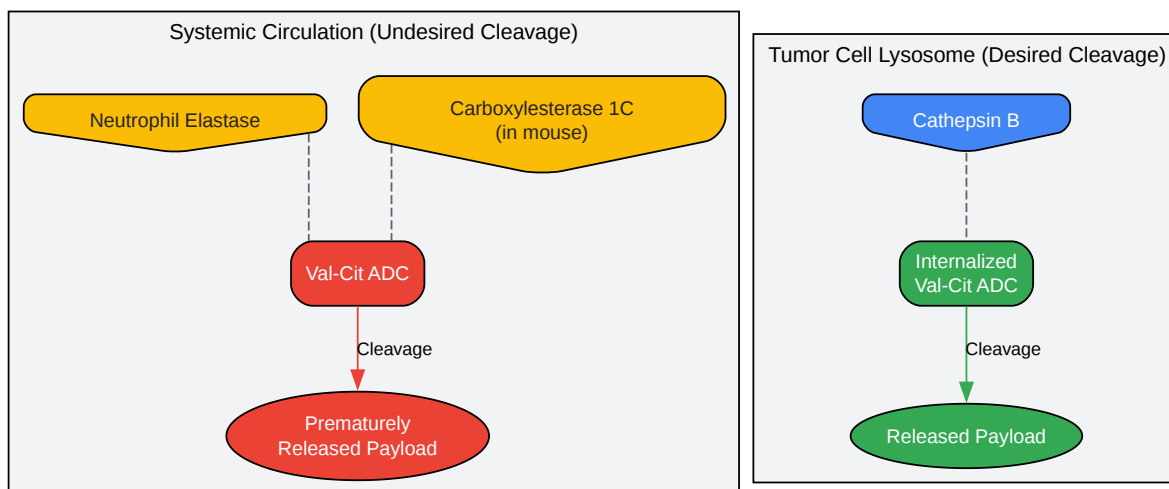 Systemic Circulation (Undesired Cleavage)
Neutrophil Elastase
Carboxylesterase 1C
(in mouse)
Val-Cit ADC
Cleavage
Prematurely
Released Payload
Tumor Cell Lysosome (Desired Cleavage)
Cathepsin B
Internalized
Val-Cit ADC
Cleavage
Released Payload